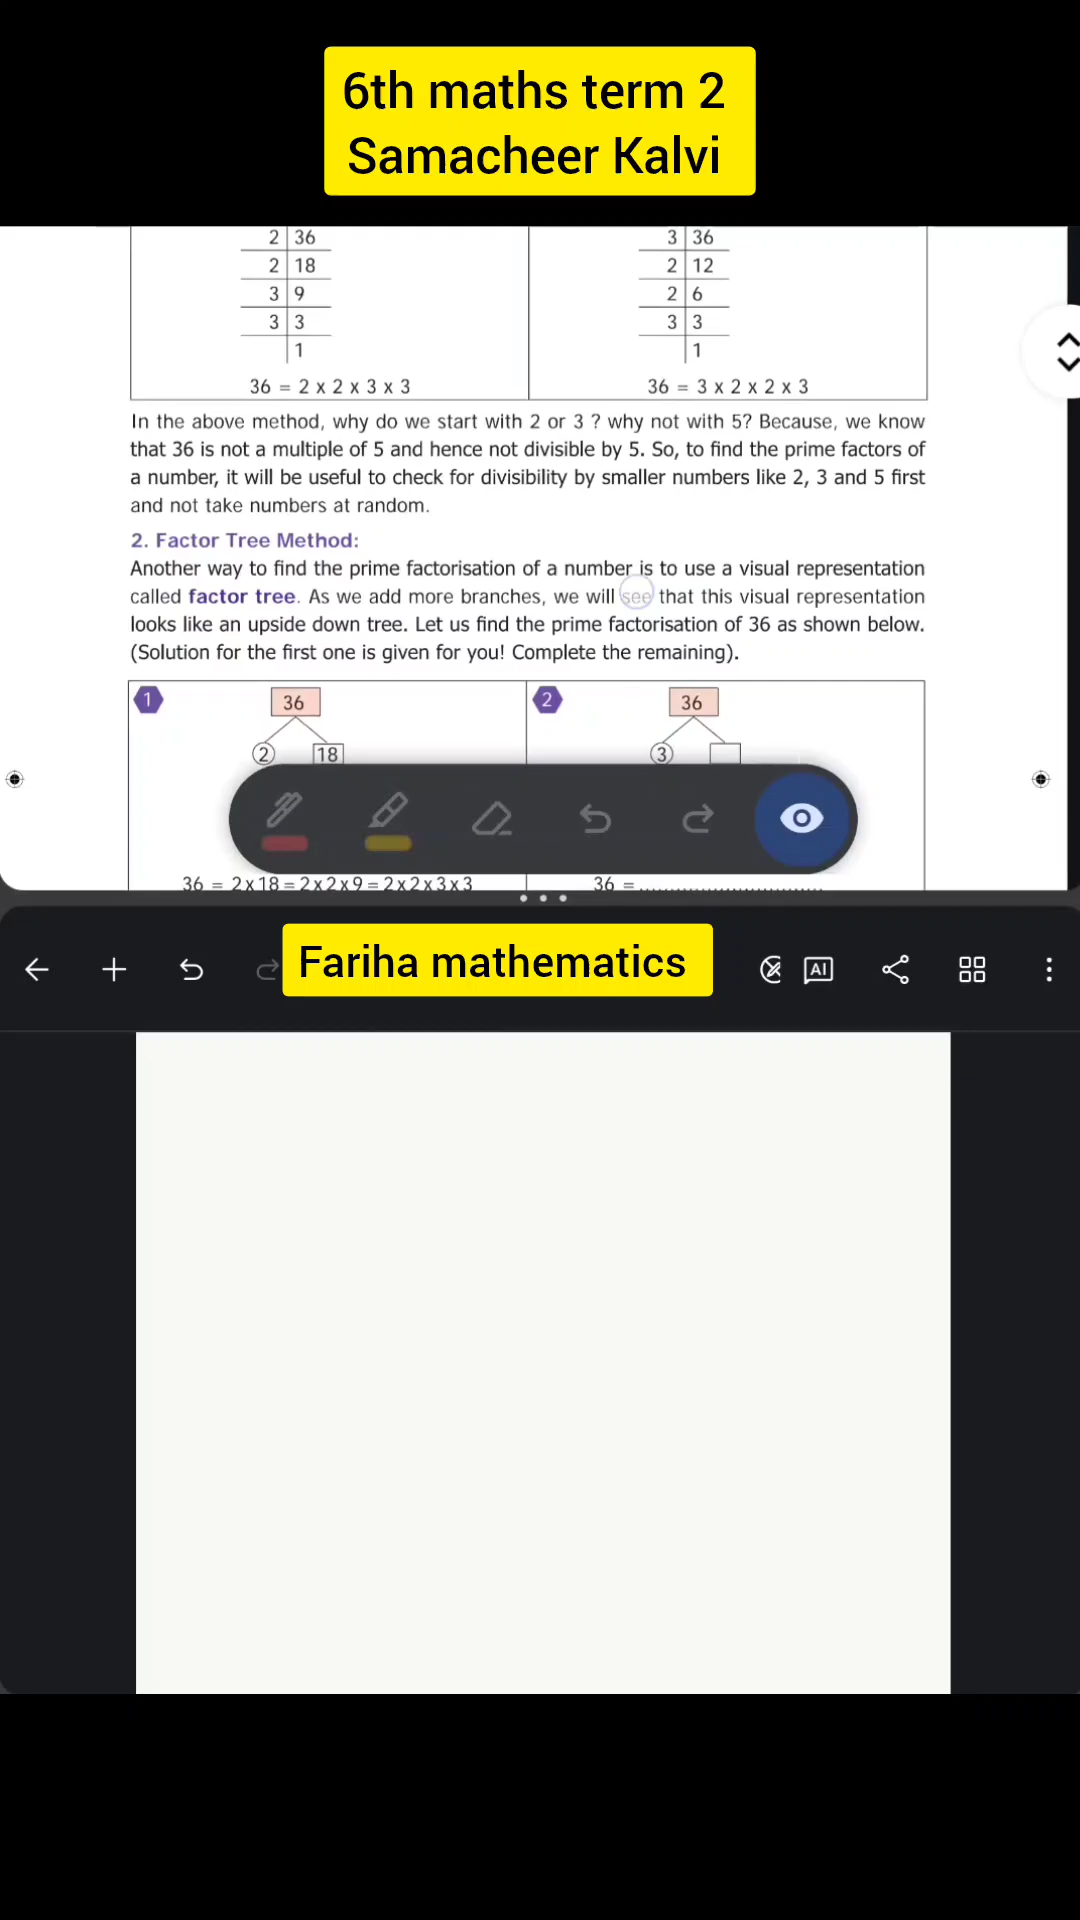 6th maths term 2
Samacheer Kalvi
2 36
2 18
3 9
3 3
1
36 = 2 x 2 x 3 x 3
3 36
2 12
2 6
3 3
1
36 = 3 x 2 x 2 x 3
In the above method, why do we start with 2 or 3 ? why not with 5? Because, we know
that 36 is not a multiple of 5 and hence not divisible by 5. So, to find the prime factors of
a number, it will be useful to check for divisibility by smaller numbers like 2, 3 and 5 first
and not take numbers at random.
2. Factor Tree Method:
Another way to find the prime factorisation of a number is to use a visual representation
called factor tree. As we add more branches, we will see that this visual representation
looks like an upside down tree. Let us find the prime factorisation of 36 as shown below.
(Solution for the first one is given for you! Complete the remaining).
1
36
2 18
36 = 2x18=2x2x9=2x2x3x3
2
36
3
36 = ............................
Fariha mathematics
AI